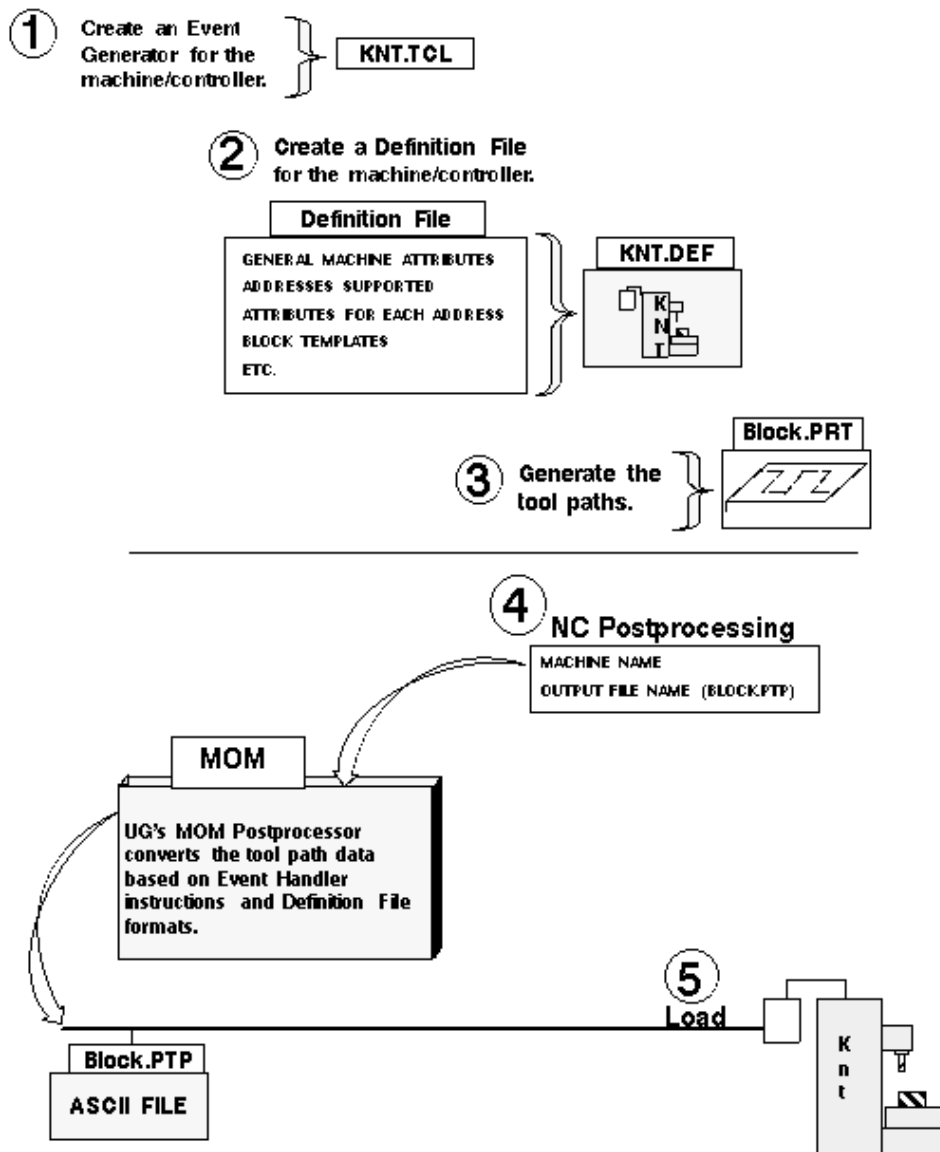 1
Create an Event
Generator for the
machine/controller.
KNT.TCL
2
Create a Definition File
for the machine/controller.
Definition File
GENERAL MACHINE ATTRIBUTES
ADDRESSES SUPPORTED
ATTRIBUTES FOR EACH ADDRESS
BLOCK TEMPLATES
ETC.
KNT.DEF
K
N
T
Block.PRT
3
Generate the
tool paths.
4
NC Postprocessing
MACHINE NAME
OUTPUT FILE NAME (BLOCK.PTP)
MOM
UG's MOM Postprocessor
converts the tool path data
based on Event Handler
instructions and Definition File
formats.
5
Load
Block.PTP
ASCII FILE
K
n
t